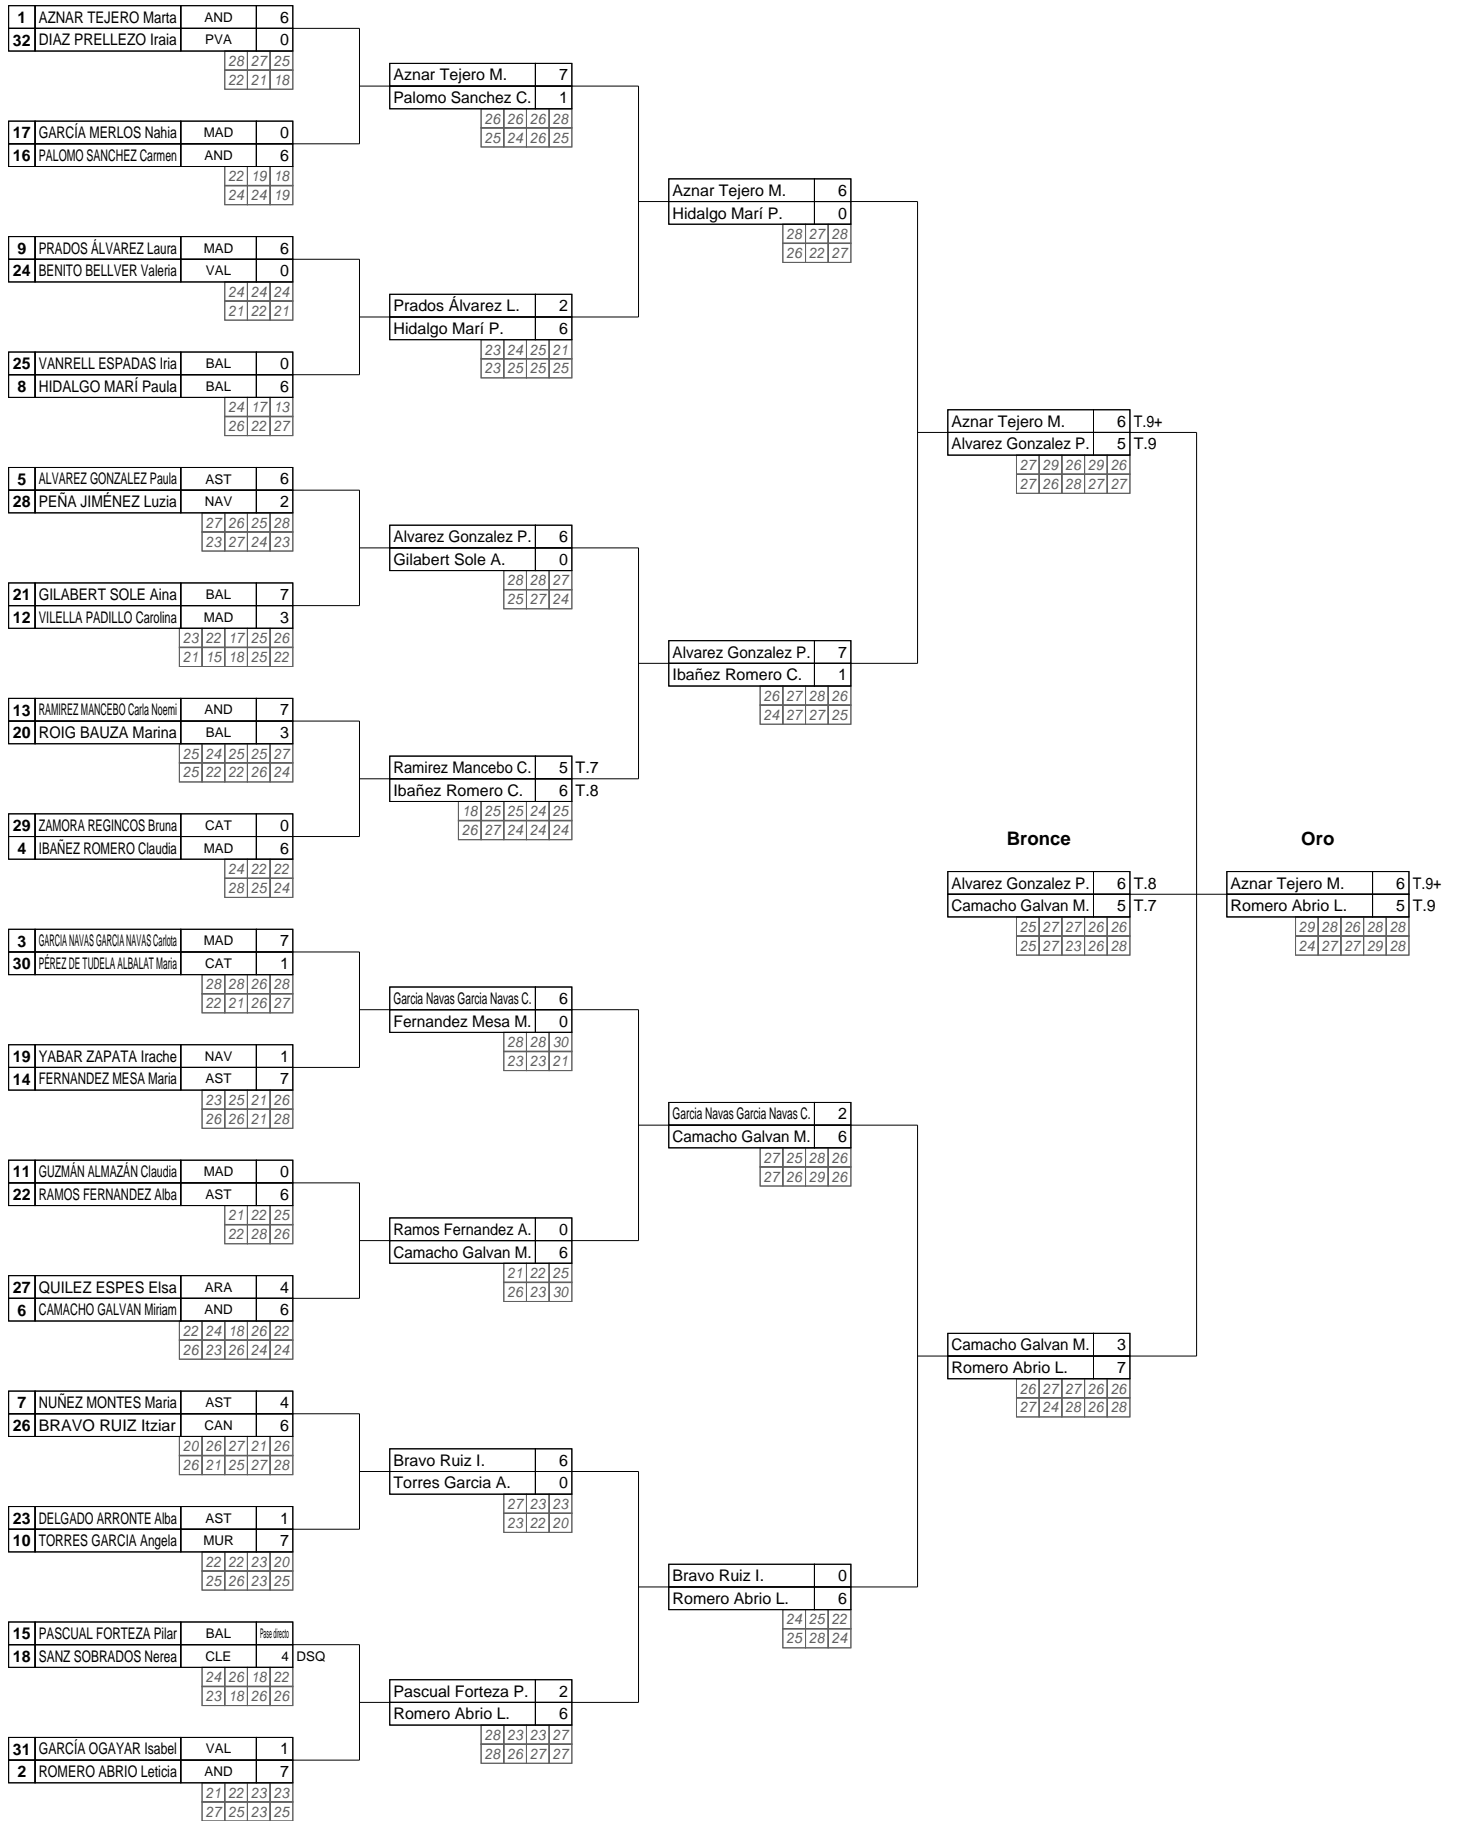 1 AZNAR TEJERO Marta AND 6
32 DIAZ PRELLEZO Iraia PVA 0
28 27 25
22 21 18
17 GARCÍA MERLOS Nahia MAD 0
16 PALOMO SANCHEZ Carmen AND 6
22 19 18
24 24 19
9 PRADOS ÁLVAREZ Laura MAD 6
24 BENITO BELLVER Valeria VAL 0
24 24 24
21 22 21
25 VANRELL ESPADAS Iria BAL 0
8 HIDALGO MARÍ Paula BAL 6
24 17 13
26 22 27
5 ALVAREZ GONZALEZ Paula AST 6
28 PEÑA JIMÉNEZ Luzia NAV 2
27 26 25 28
23 27 24 23
21 GILABERT SOLE Aina BAL 7
12 VILELLA PADILLO Carolina MAD 3
23 22 17 25 26
21 15 18 25 22
13 RAMIREZ MANCEBO Carla Noemi AND 7
20 ROIG BAUZA Marina BAL 3
25 24 25 25 27
25 22 22 26 24
29 ZAMORA REGINCOS Bruna CAT 0
4 IBAÑEZ ROMERO Claudia MAD 6
24 22 22
28 25 24
3 GARCIA NAVAS GARCIA NAVAS Carlota MAD 7
30 PÉREZ DE TUDELA ALBALAT Maria CAT 1
28 28 26 28
22 21 26 27
19 YABAR ZAPATA Irache NAV 1
14 FERNANDEZ MESA Maria AST 7
23 25 21 26
26 26 21 28
11 GUZMÁN ALMAZÁN Claudia MAD 0
22 RAMOS FERNANDEZ Alba AST 6
21 22 25
22 28 26
27 QUILEZ ESPES Elsa ARA 4
6 CAMACHO GALVAN Miriam AND 6
22 24 18 26 22
26 23 26 24 24
7 NUÑEZ MONTES Maria AST 4
26 BRAVO RUIZ Itziar CAN 6
20 26 27 21 26
26 21 25 27 28
23 DELGADO ARRONTE Alba AST 1
10 TORRES GARCIA Angela MUR 7
22 22 23 20
25 26 23 25
15 PASCUAL FORTEZA Pilar BAL Pase directo
18 SANZ SOBRADOS Nerea CLE 4 DSQ
24 26 18 22
23 18 26 26
31 GARCÍA OGAYAR Isabel VAL 1
2 ROMERO ABRIO Leticia AND 7
21 22 23 23
27 25 23 25
Aznar Tejero M. 7
Palomo Sanchez C. 1
26 26 26 28
25 24 26 25
Prados Álvarez L. 2
Hidalgo Marí P. 6
23 24 25 21
23 25 25 25
Alvarez Gonzalez P. 6
Gilabert Sole A. 0
28 28 27
25 27 24
Ramirez Mancebo C. 5 T.7
Ibañez Romero C. 6 T.8
18 25 25 24 25
26 27 24 24 24
Garcia Navas Garcia Navas C. 6
Fernandez Mesa M. 0
28 28 30
23 23 21
Ramos Fernandez A. 0
Camacho Galvan M. 6
21 22 25
26 23 30
Bravo Ruiz I. 6
Torres Garcia A. 0
27 23 23
23 22 20
Pascual Forteza P. 2
Romero Abrio L. 6
28 23 23 27
28 26 27 27
Aznar Tejero M. 6
Hidalgo Marí P. 0
28 27 28
26 22 27
Alvarez Gonzalez P. 7
Ibañez Romero C. 1
26 27 28 26
24 27 27 25
Garcia Navas Garcia Navas C. 2
Camacho Galvan M. 6
27 25 28 26
27 26 29 26
Bravo Ruiz I. 0
Romero Abrio L. 6
24 25 22
25 28 24
Aznar Tejero M. 6 T.9+
Alvarez Gonzalez P. 5 T.9
27 29 26 29 26
27 26 28 27 27
Camacho Galvan M. 3
Romero Abrio L. 7
26 27 27 26 26
27 24 28 26 28
Bronce
Alvarez Gonzalez P. 6 T.8
Camacho Galvan M. 5 T.7
25 27 27 26 26
25 27 23 26 28
Oro
Aznar Tejero M. 6 T.9+
Romero Abrio L. 5 T.9
29 28 26 28 28
24 27 27 29 28